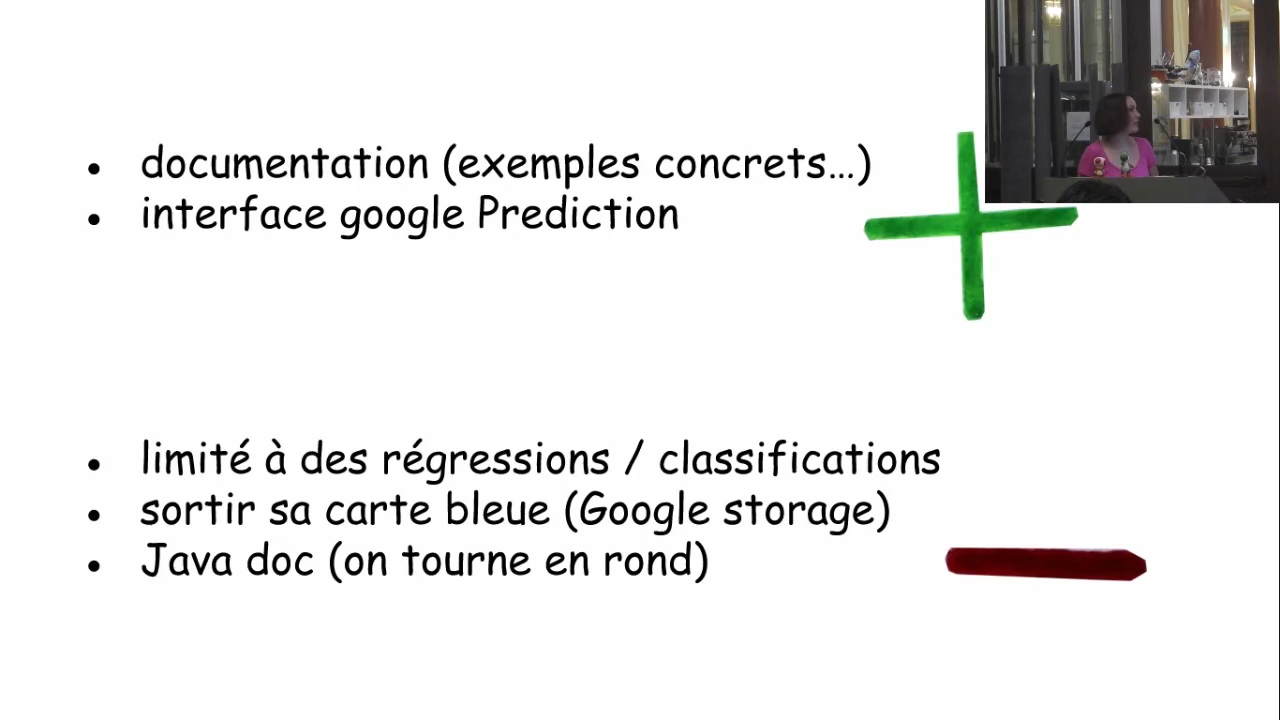 • documentation (exemples concrets...)
• interface google Prediction
• limité à des régressions / classifications
• sortir sa carte bleue (Google storage)
• Java doc (on tourne en rond)